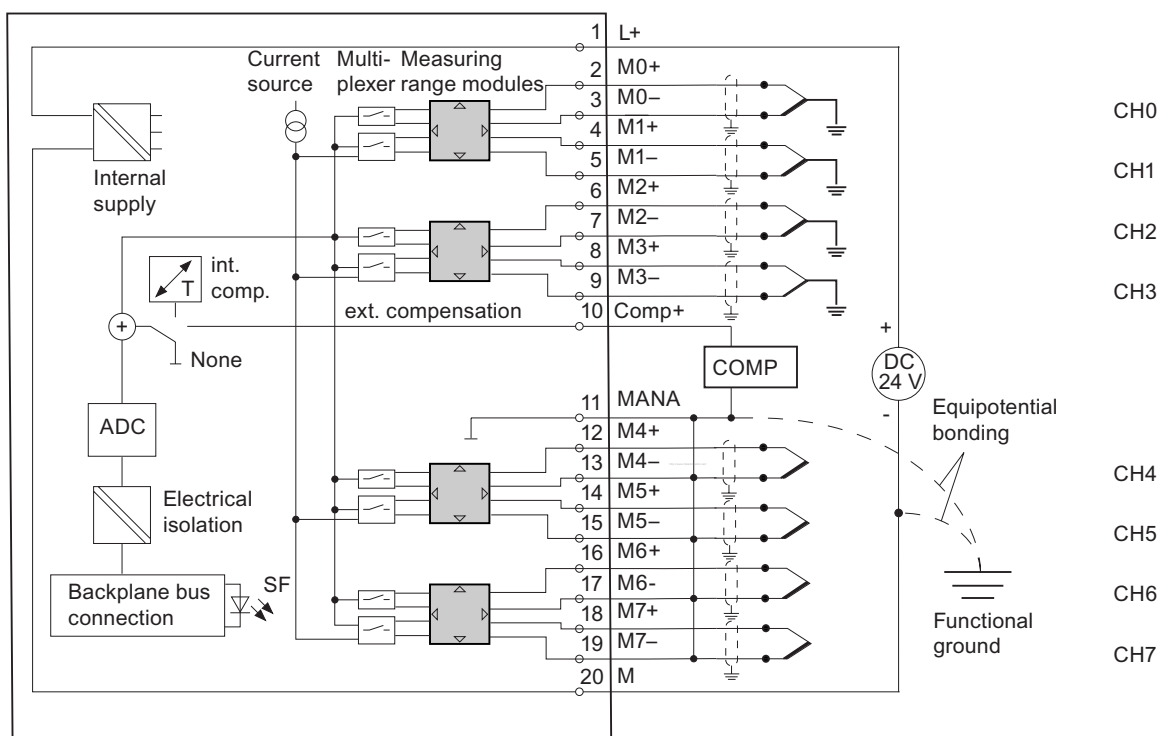 1 L+
Current source
Multi-plexer
Measuring range modules
2 M0+
3 M0–
CH0
4 M1+
5 M1–
CH1
Internal supply
6 M2+
7 M2–
CH2
8 M3+
9 M3–
CH3
T
int. comp.
10 Comp+
ext. compensation
+
None
COMP
+
DC 24 V
-
11 MANA
Equipotential bonding
ADC
12 M4+
13 M4–
CH4
14 M5+
15 M5–
CH5
Electrical isolation
16 M6+
17 M6-
CH6
Backplane bus connection
SF
18 M7+
19 M7–
CH7
Functional ground
20 M